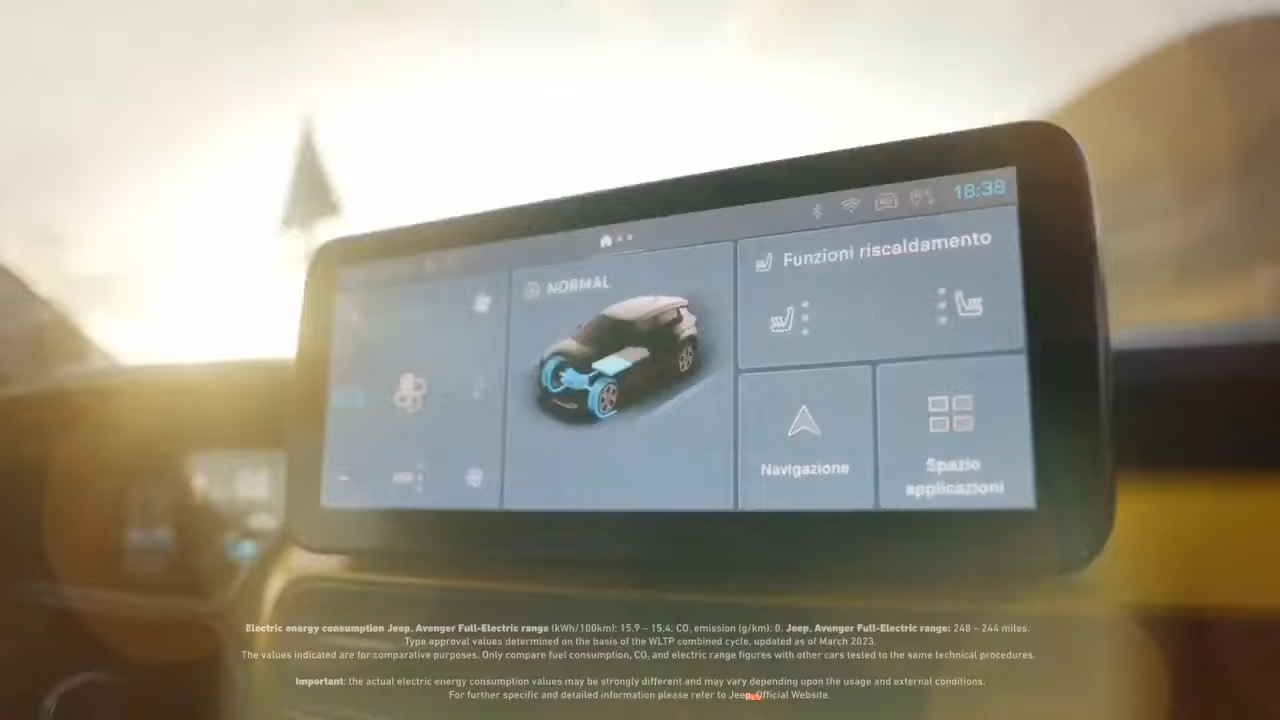 18:38
Funzioni riscaldamento
NORMAL
Navigazione
Spazio
applicazioni
Electric energy consumption Jeep® Avenger Full-Electric range (kWh/100km): 15.9 – 15.4; CO₂ emission (g/km): 0. Jeep® Avenger Full-Electric range: 248 – 244 miles.
Type approval values determined on the basis of the WLTP combined cycle, updated as of March 2023.
The values indicated are for comparative purposes. Only compare fuel consumption, CO₂ and electric range figures with other cars tested to the same technical procedures.
Important: the actual electric energy consumption values may be strongly different and may vary depending upon the usage and external conditions.
For further specific and detailed information please refer to Jeep® Official Website.